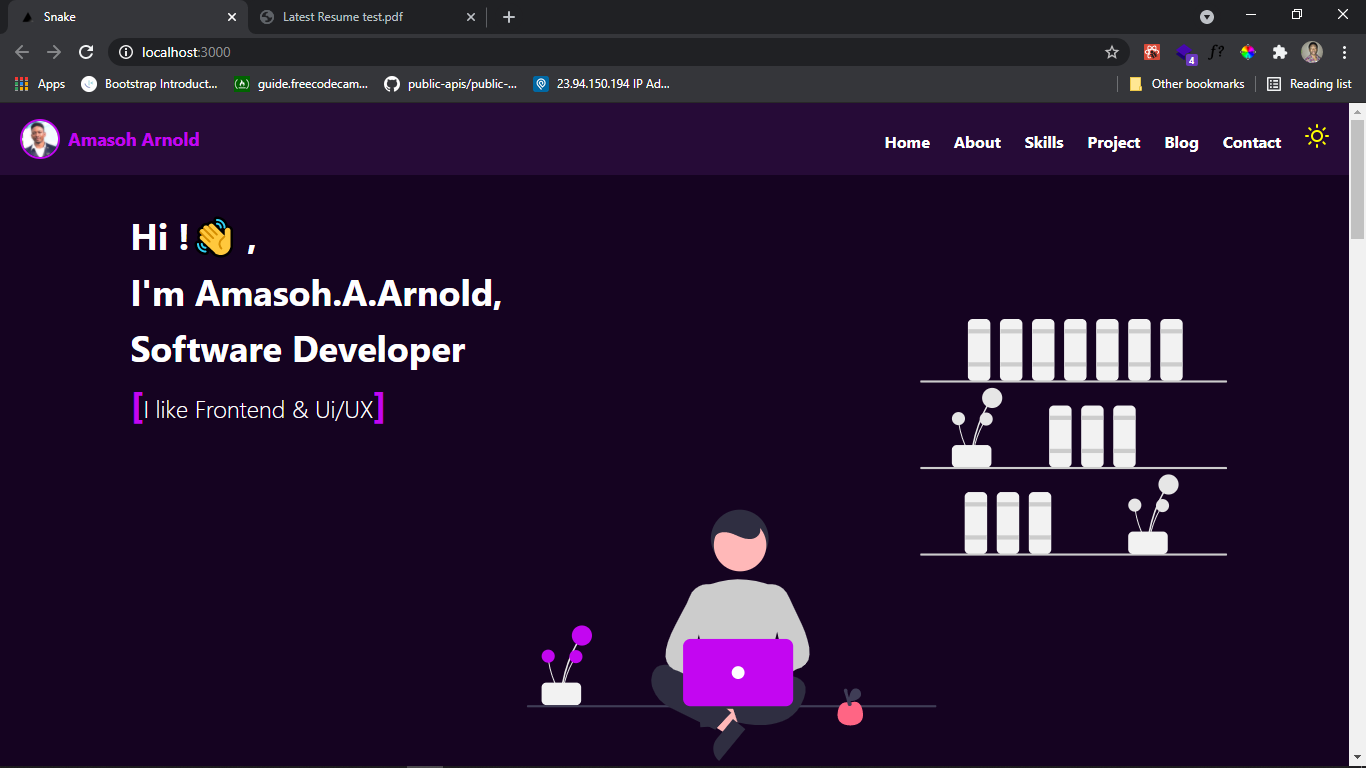 Snake
Latest Resume test.pdf
localhost:3000
f?
4
Apps
Bootstrap Introduct...
guide.freecodecam...
public-apis/public-...
23.94.150.194 IP Ad...
Other bookmarks
Reading list
Amasoh Arnold
Home About Skills Project Blog Contact
Hi !👋 ,
I'm Amasoh.A.Arnold,
Software Developer
[I like Frontend & Ui/UX]